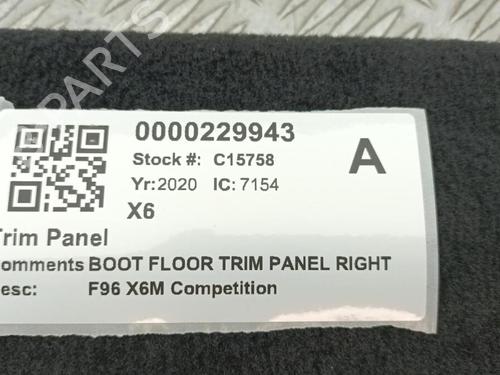 0000229943
Stock #: C15758
A
Yr:2020 IC:7154
X6
Trim Panel
omments BOOT FLOOR TRIM PANEL RIGHT
esc: F96 X6M Competition